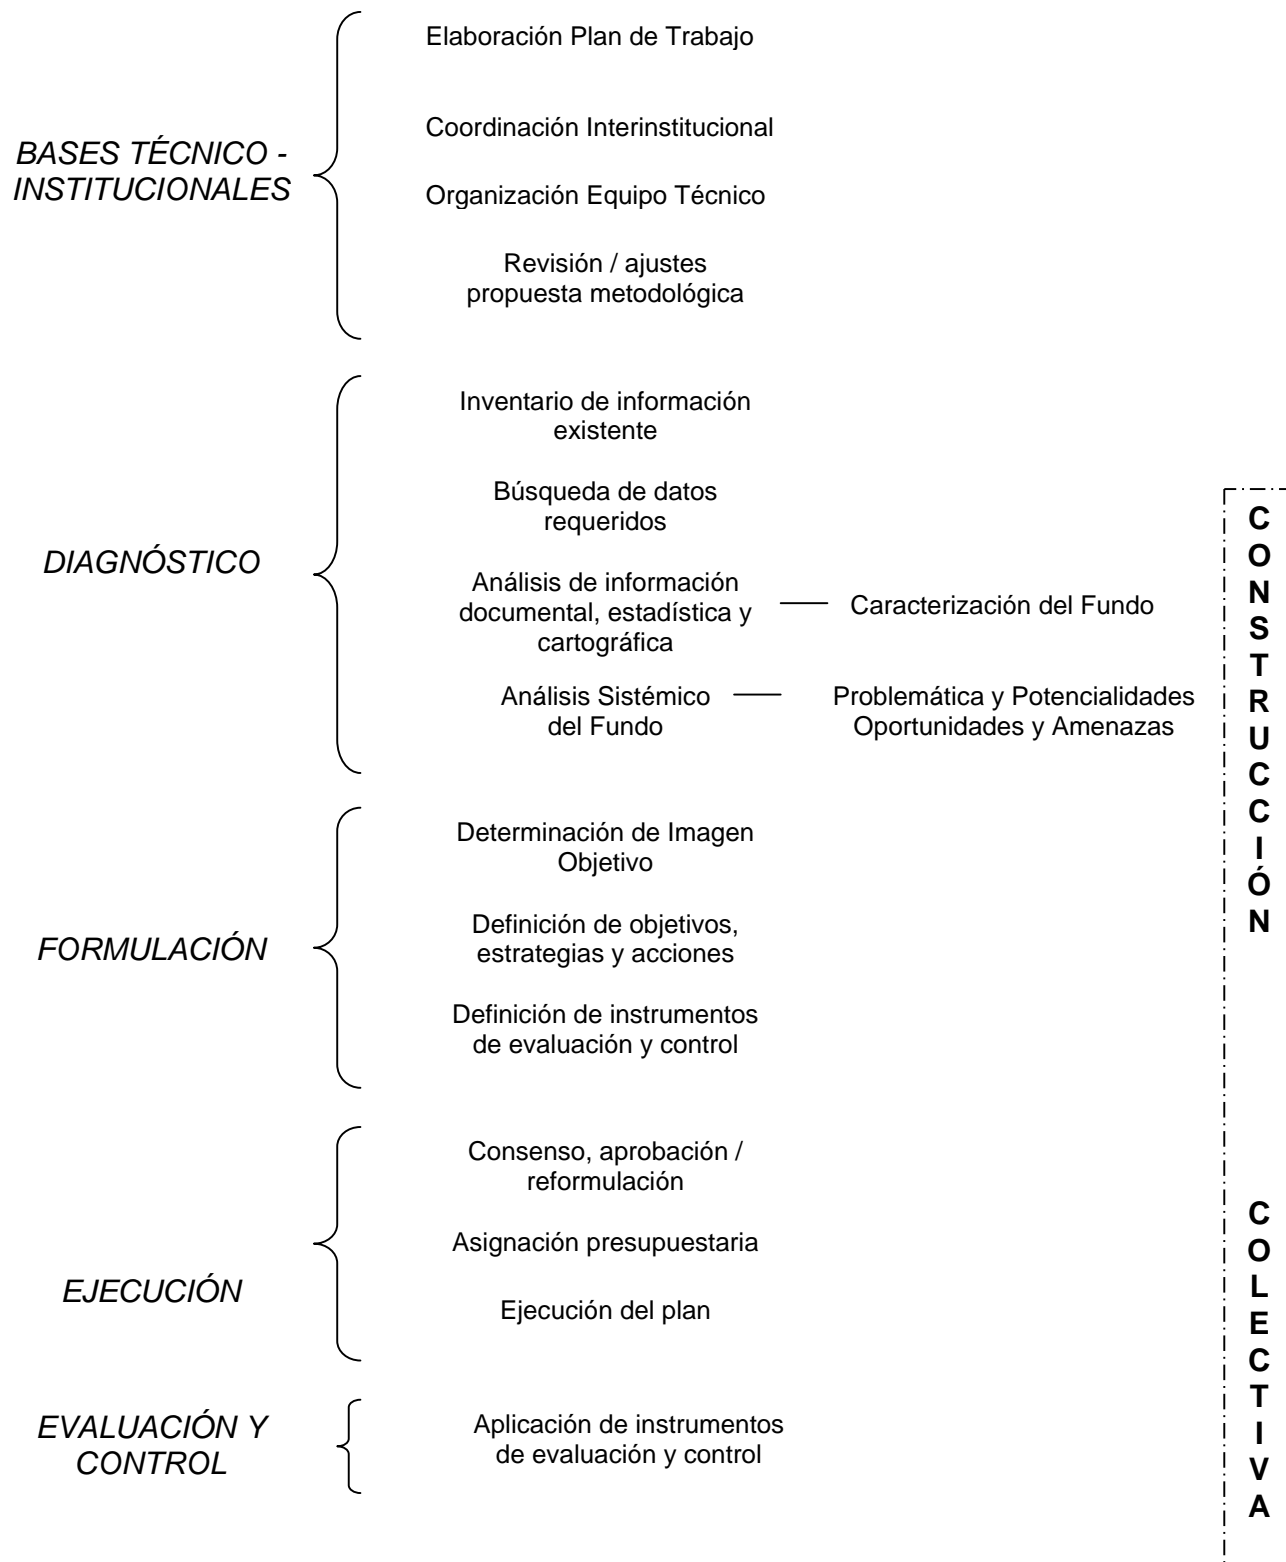 Elaboración Plan de Trabajo
Coordinación Interinstitucional
BASES TÉCNICO -
INSTITUCIONALES
Organización Equipo Técnico
Revisión / ajustes
propuesta metodológica
Inventario de información
existente
Búsqueda de datos
requeridos
DIAGNÓSTICO
Análisis de información
documental, estadística y
cartográfica
Caracterización del Fundo
Análisis Sistémico
del Fundo
Problemática y Potencialidades
Oportunidades y Amenazas
Determinación de Imagen
Objetivo
FORMULACIÓN
Definición de objetivos,
estrategias y acciones
Definición de instrumentos
de evaluación y control
Consenso, aprobación /
reformulación
Asignación presupuestaria
EJECUCIÓN
Ejecución del plan
EVALUACIÓN Y
CONTROL
Aplicación de instrumentos
de evaluación y control
C
O
N
S
T
R
U
C
C
I
Ó
N
C
O
L
E
C
T
I
V
A